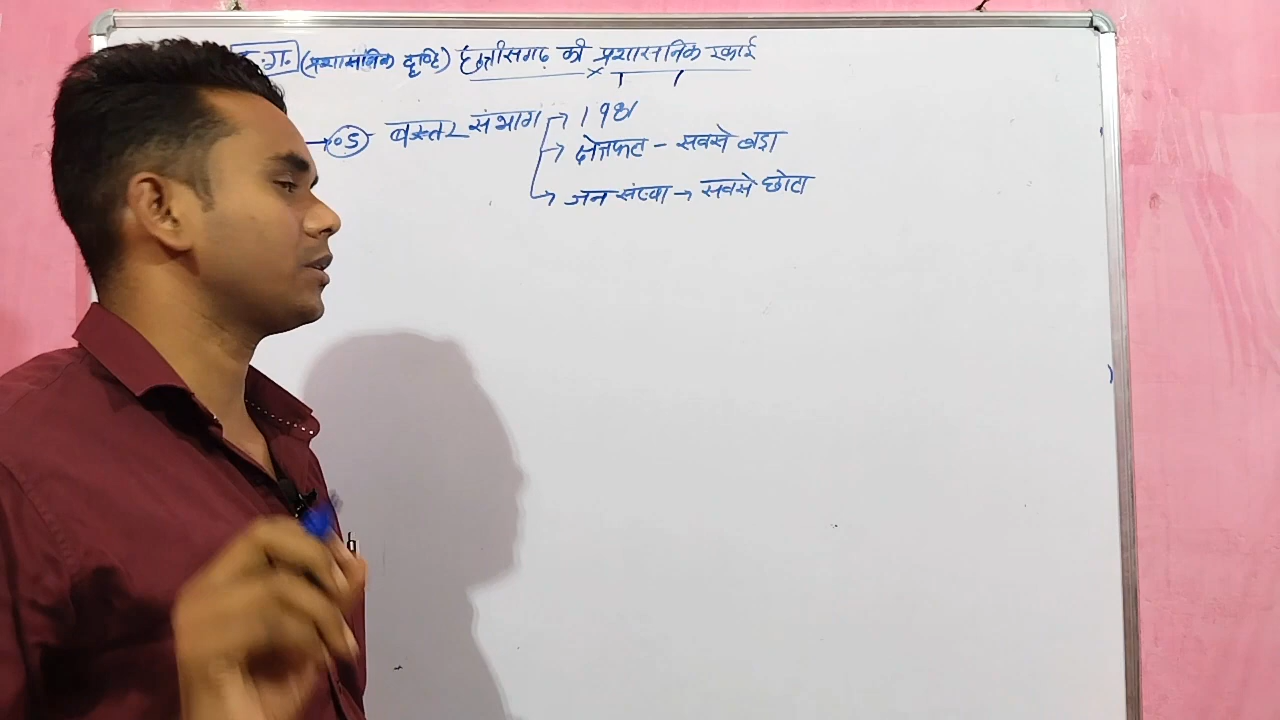 छ.ग. (प्रशासनिक दृष्टि) छत्तीसगढ़ की प्रशासनिक इकाई
→ 05 बस्तर संभाग → 1981
→ क्षेत्रफल - सबसे बड़ा
→ जन संख्या → सबसे छोटा